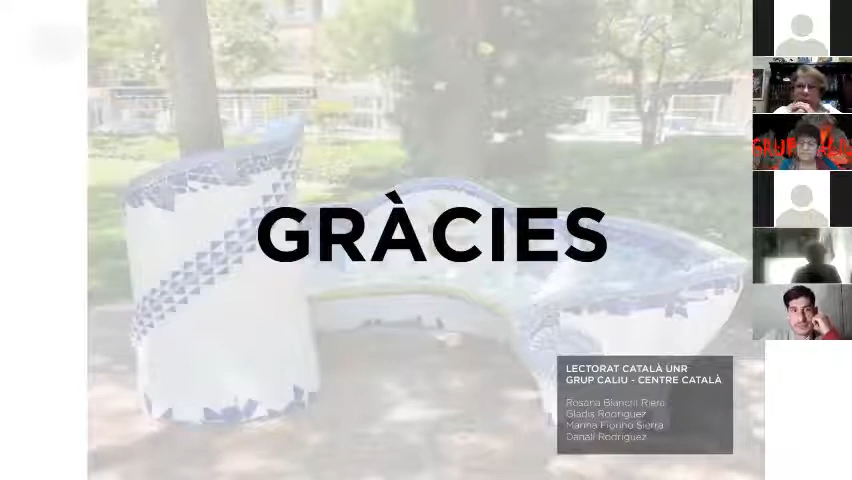 GRÀCIES
LECTORAT CATALÀ UNR
GRUP CALIU - CENTRE CATALÀ
Rosana Bianchi Riera
Gladis Rodriguez
Marina Fiorino Sierra
Danali Rodriguez